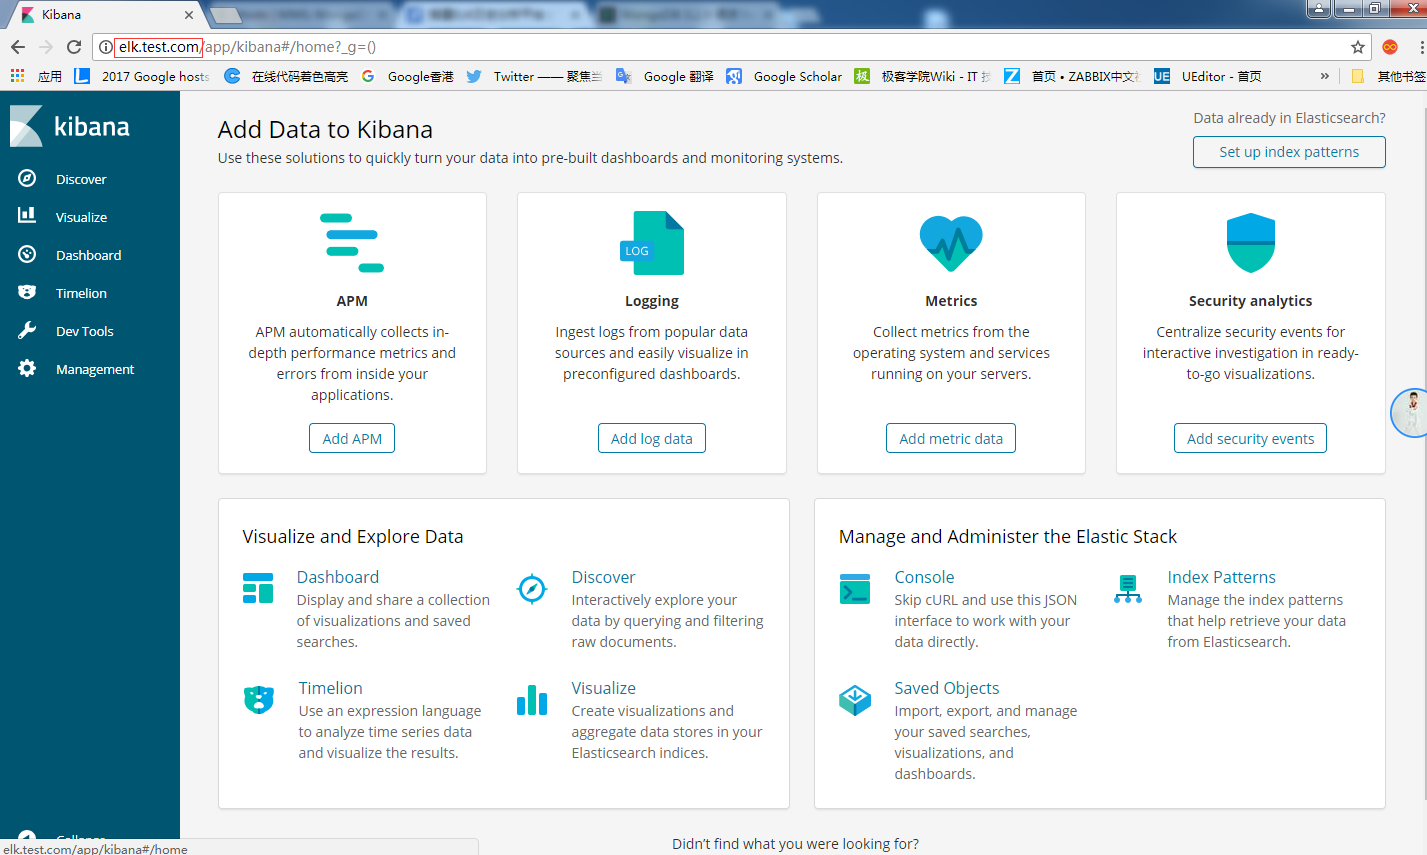 Kibana
elk.test.com/app/kibana#/home?_g=()
应用
2017 Google hosts
在线代码着色高亮
Google香港
Twitter —— 聚焦兰
Google 翻译
Google Scholar
极客学院Wiki - IT 技
首页 • ZABBIX中文社
UEditor - 首页
»
其他书签
kibana
Discover
Visualize
Dashboard
Timelion
Dev Tools
Management
Add Data to Kibana
Use these solutions to quickly turn your data into pre-built dashboards and monitoring systems.
Data already in Elasticsearch?
Set up index patterns
APM
APM automatically collects in-
depth performance metrics and
errors from inside your
applications.
Add APM
LOG
Logging
Ingest logs from popular data
sources and easily visualize in
preconfigured dashboards.
Add log data
Metrics
Collect metrics from the
operating system and services
running on your servers.
Add metric data
Security analytics
Centralize security events for
interactive investigation in ready-
to-go visualizations.
Add security events
Visualize and Explore Data
Dashboard
Display and share a collection
of visualizations and saved
searches.
Discover
Interactively explore your
data by querying and filtering
raw documents.
Timelion
Use an expression language
to analyze time series data
and visualize the results.
Visualize
Create visualizations and
aggregate data stores in your
Elasticsearch indices.
Manage and Administer the Elastic Stack
Console
Skip cURL and use this JSON
interface to work with your
data directly.
Index Patterns
Manage the index patterns
that help retrieve your data
from Elasticsearch.
Saved Objects
Import, export, and manage
your saved searches,
visualizations, and
dashboards.
Didn't find what you were looking for?
elk.test.com/app/kibana#/home